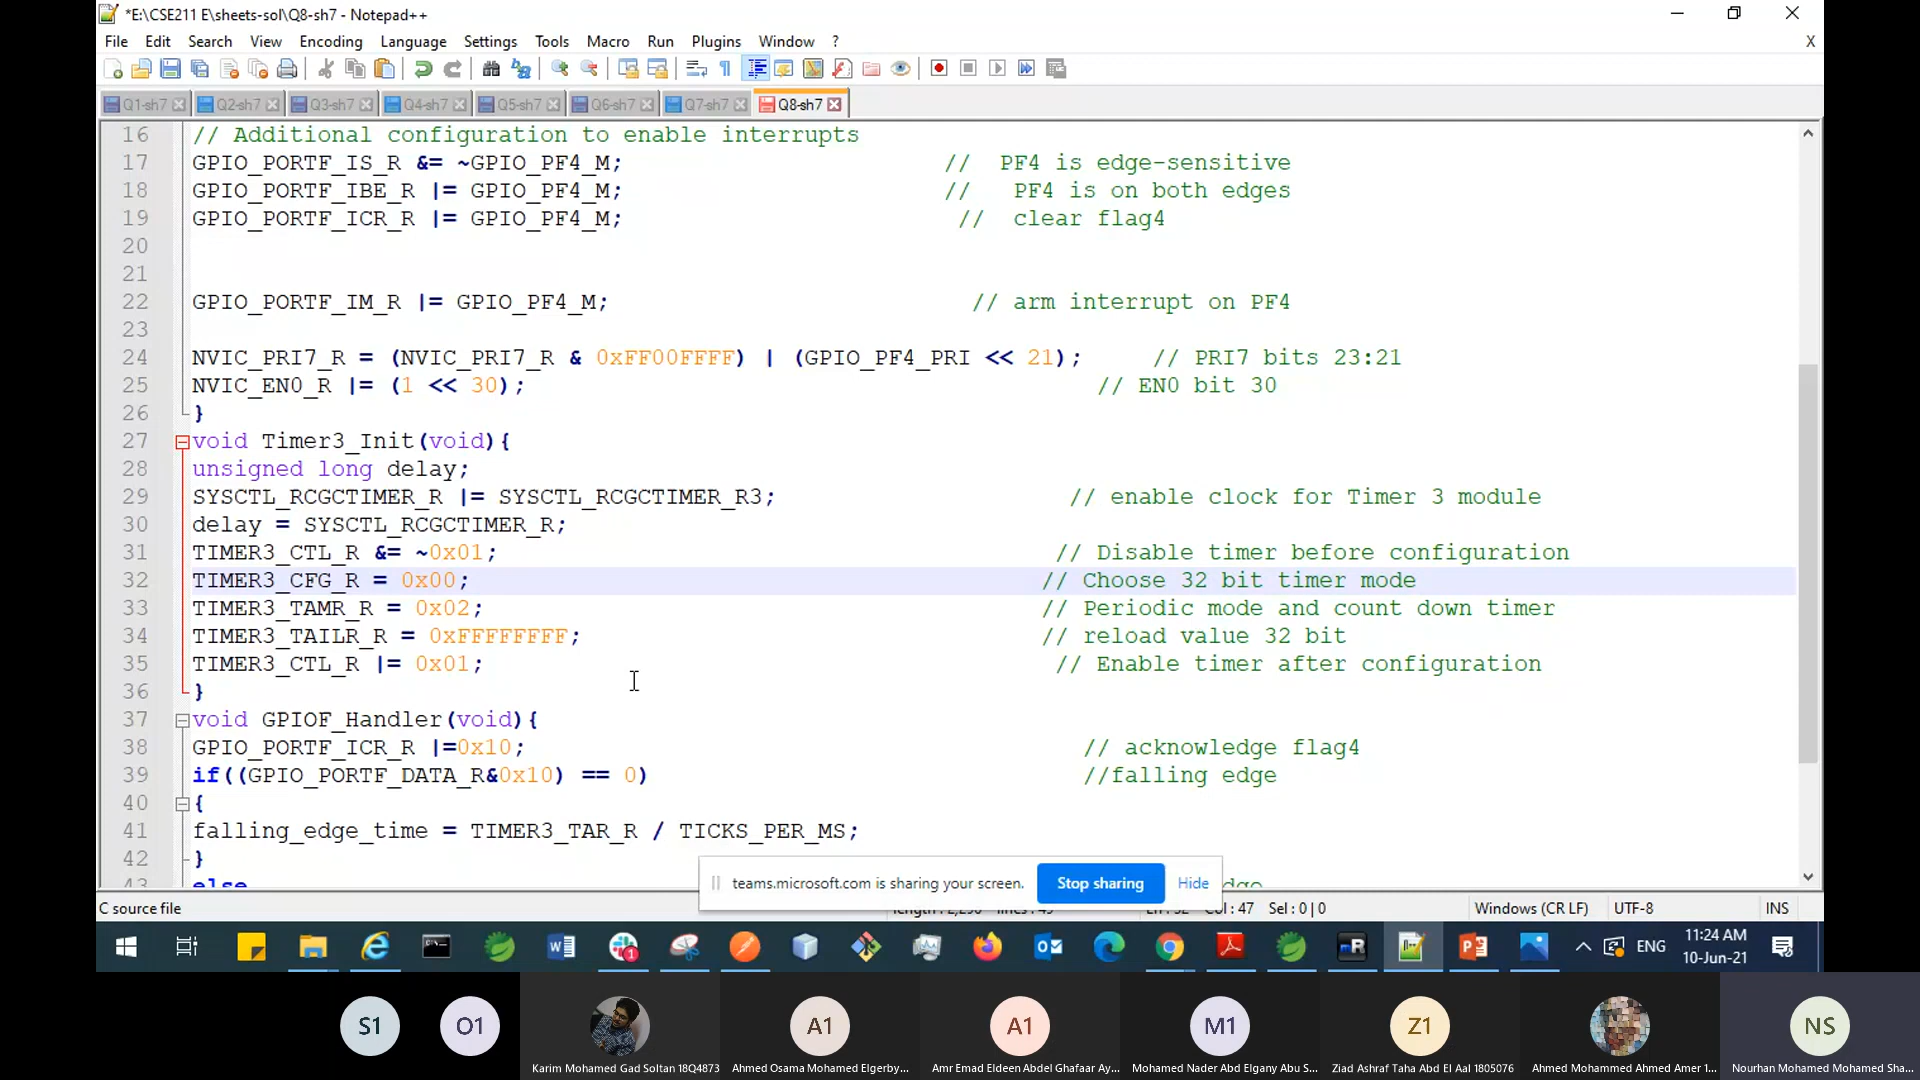 *E:\CSE211 E\sheets-sol\Q8-sh7 - Notepad++
File Edit Search View Encoding Language Settings Tools Macro Run Plugins Window ? X
Q1-sh7 Q2-sh7 Q3-sh7 Q4-sh7 Q5-sh7 Q6-sh7 Q7-sh7 Q8-sh7
16 // Additional configuration to enable interrupts
17 GPIO_PORTF_IS_R &= ~GPIO_PF4_M; // PF4 is edge-sensitive
18 GPIO_PORTF_IBE_R |= GPIO_PF4_M; // PF4 is on both edges
19 GPIO_PORTF_ICR_R |= GPIO_PF4_M; // clear flag4
20
21
22 GPIO_PORTF_IM_R |= GPIO_PF4_M; // arm interrupt on PF4
23
24 NVIC_PRI7_R = (NVIC_PRI7_R & 0xFF00FFFF) | (GPIO_PF4_PRI << 21); // PRI7 bits 23:21
25 NVIC_EN0_R |= (1 << 30); // EN0 bit 30
26 }
27 void Timer3_Init(void){
28 unsigned long delay;
29 SYSCTL_RCGCTIMER_R |= SYSCTL_RCGCTIMER_R3; // enable clock for Timer 3 module
30 delay = SYSCTL_RCGCTIMER_R;
31 TIMER3_CTL_R &= ~0x01; // Disable timer before configuration
32 TIMER3_CFG_R = 0x00; // Choose 32 bit timer mode
33 TIMER3_TAMR_R = 0x02; // Periodic mode and count down timer
34 TIMER3_TAILR_R = 0xFFFFFFFF; // reload value 32 bit
35 TIMER3_CTL_R |= 0x01; // Enable timer after configuration
36 }
37 void GPIOF_Handler(void){
38 GPIO_PORTF_ICR_R |=0x10; // acknowledge flag4
39 if((GPIO_PORTF_DATA_R&0x10) == 0) //falling edge
40 {
41 falling_edge_time = TIMER3_TAR_R / TICKS_PER_MS;
42 }
43 else
teams.microsoft.com is sharing your screen. Stop sharing Hide
C source file Col : 47 Sel : 0 | 0 Windows (CR LF) UTF-8 INS
ENG 11:24 AM
10-Jun-21
S1 O1 A1 A1 M1 Z1 NS
Karim Mohamed Gad Soltan 18Q4873 Ahmed Osama Mohamed Elgerby... Amr Emad Eldeen Abdel Ghafaar Ay... Mohamed Nader Abd Elgany Abu S... Ziad Ashraf Taha Abd El Aal 1805076 Ahmed Mohammed Ahmed Amer 1... Nourhan Mohamed Mohamed Sha...